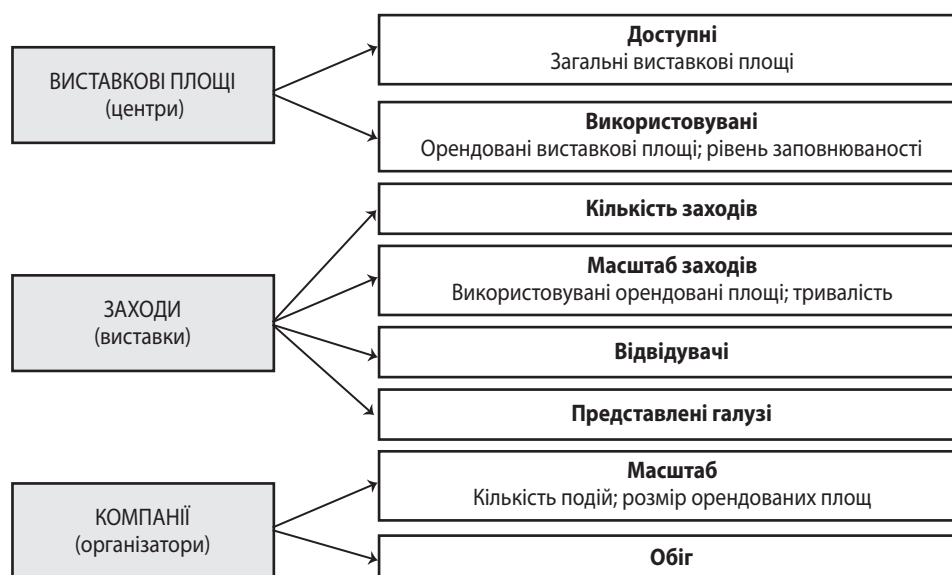 ВИСТАВКОВІ ПЛОЩІ
(центри)
Доступні
Загальні виставкові площі
Використовувані
Орендовані виставкові площі; рівень заповнюваності
ЗАХОДИ
(виставки)
Кількість заходів
Масштаб заходів
Використовувані орендовані площі; тривалість
Відвідувачі
Представлені галузі
КОМПАНІЇ
(організатори)
Масштаб
Кількість подій; розмір орендованих площ
Обіг